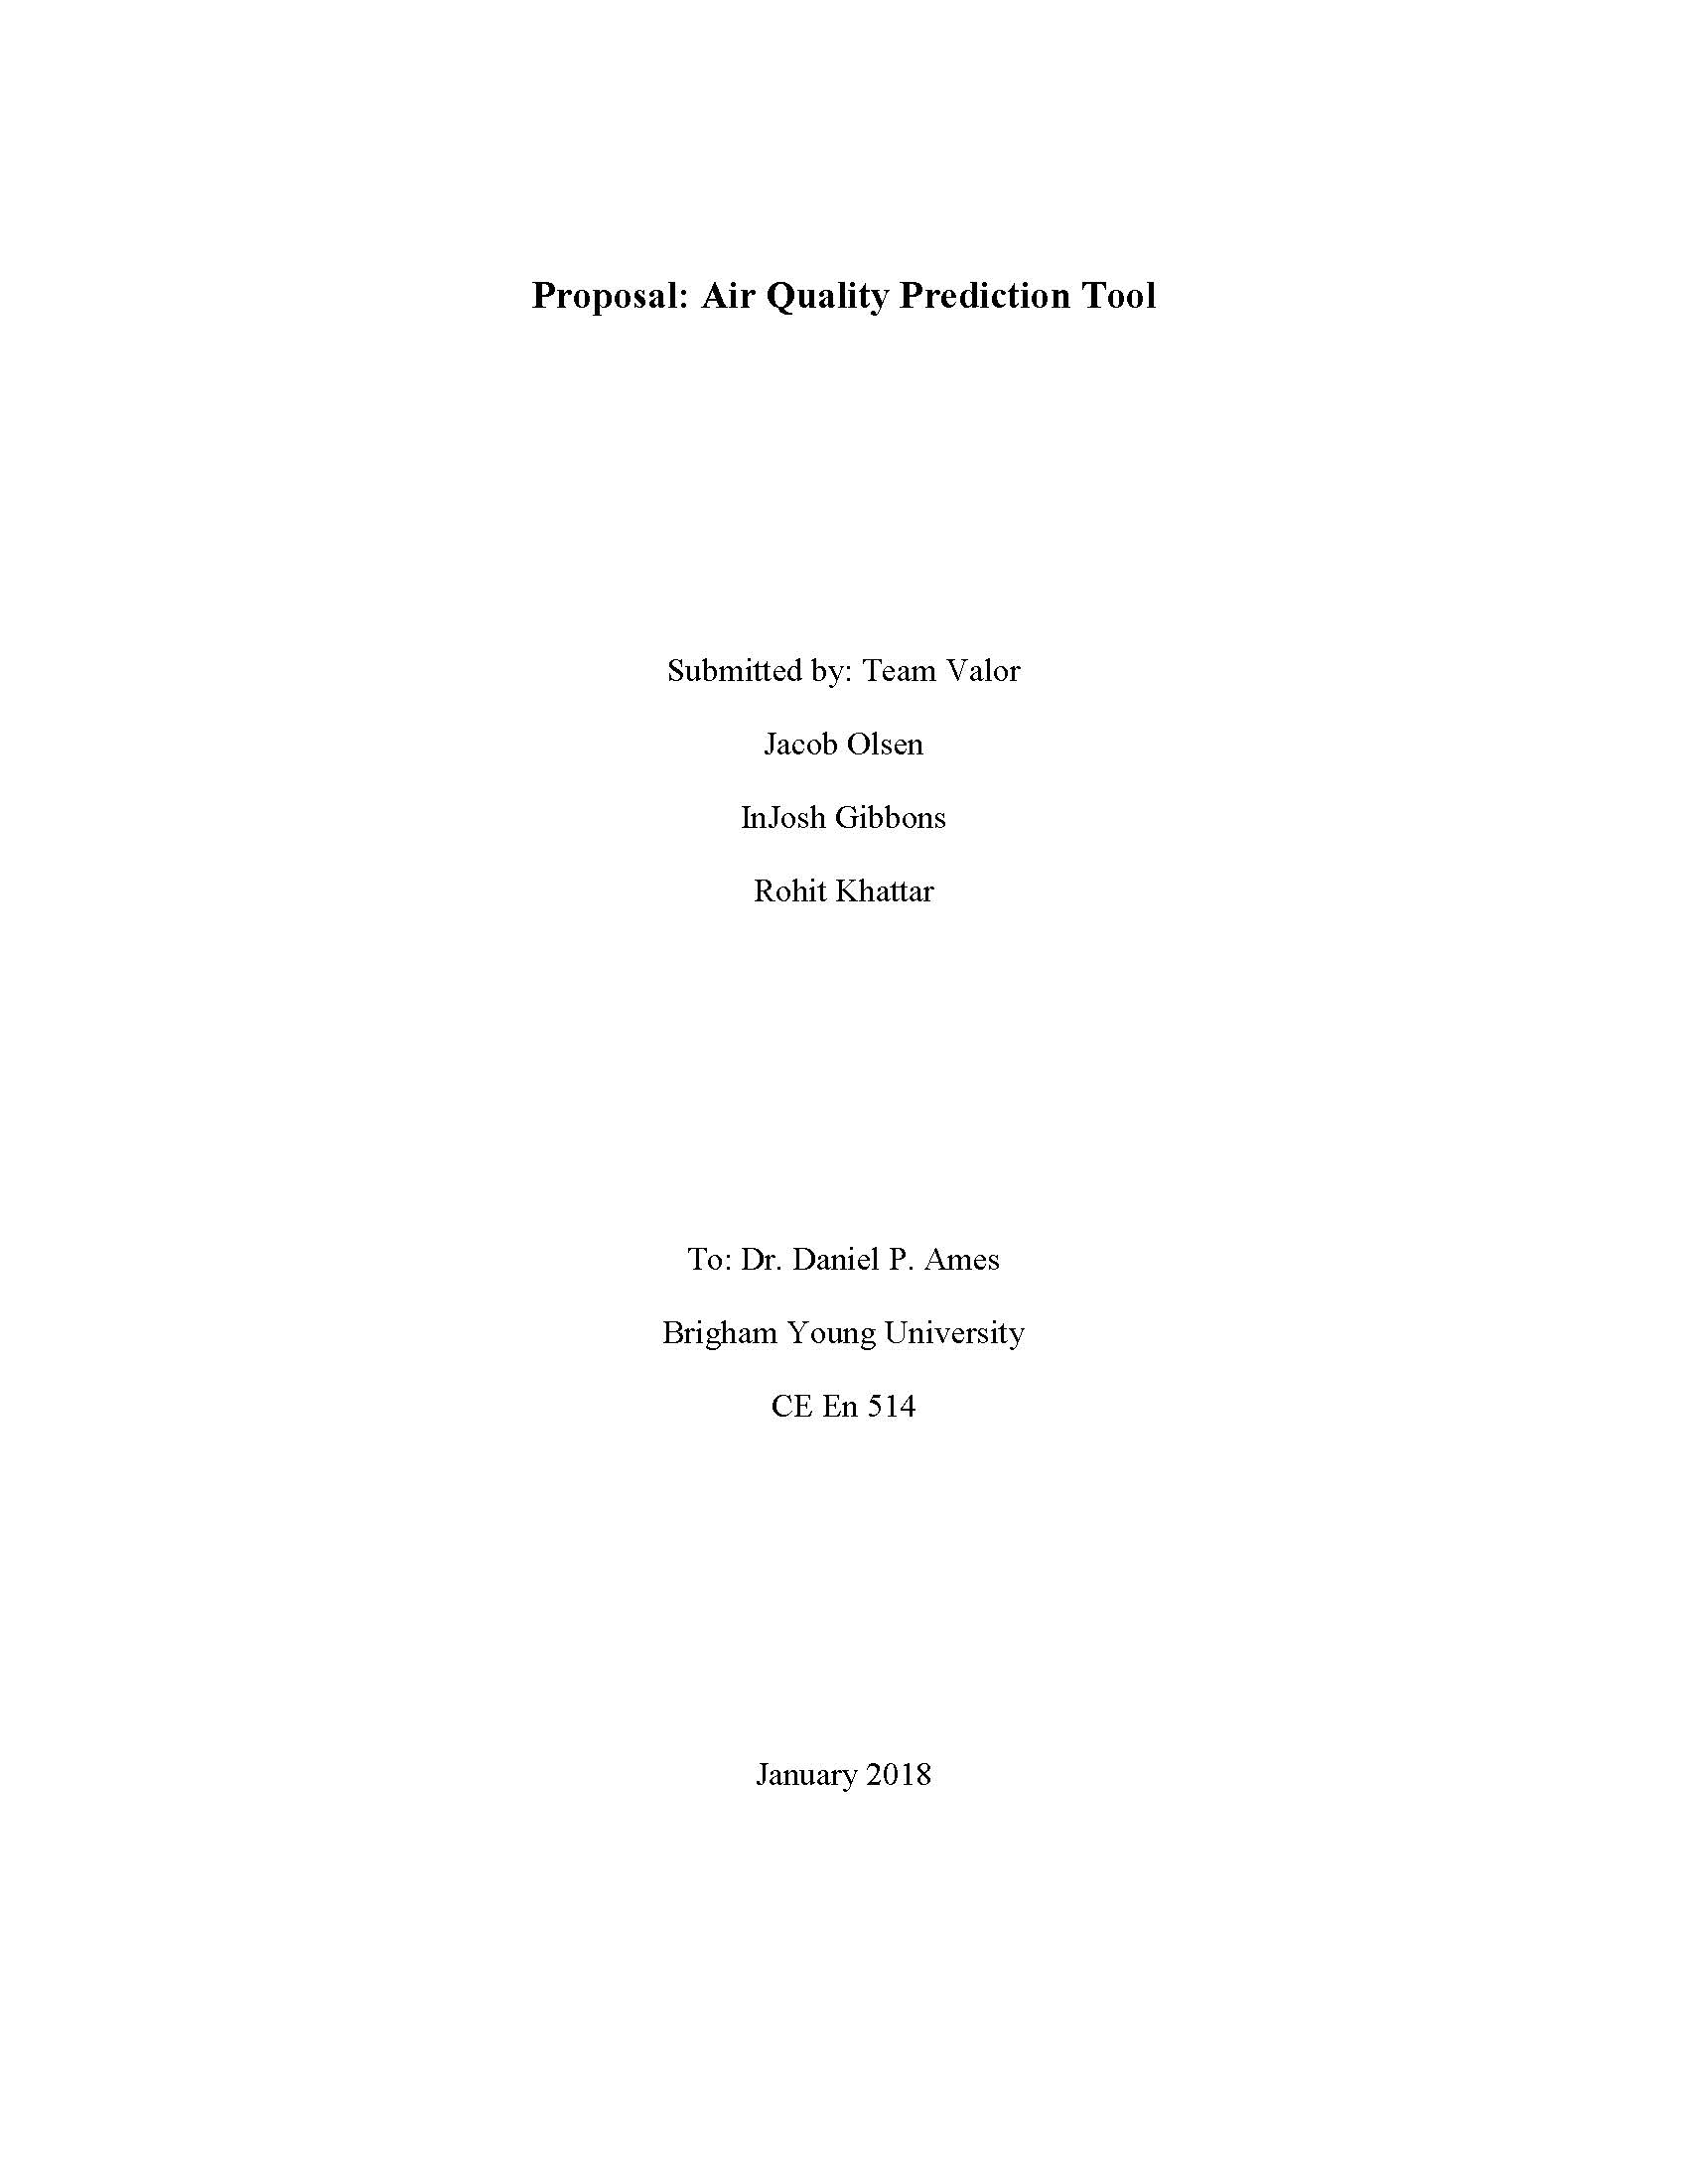 Proposal: Air Quality Prediction Tool
Submitted by: Team Valor
Jacob Olsen
InJosh Gibbons
Rohit Khattar
To: Dr. Daniel P. Ames
Brigham Young University
CE En 514
January 2018